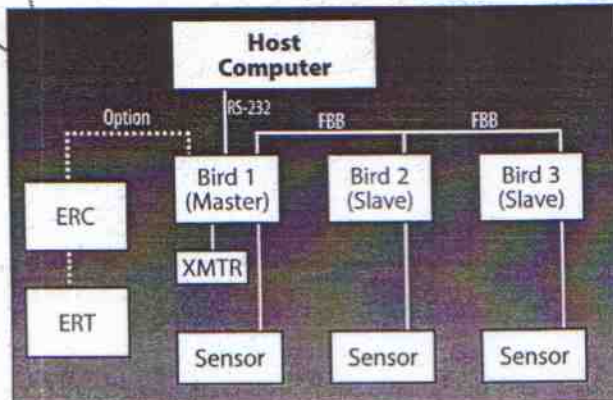 Host
Computer
RS-232
Option
FBB
FBB
Bird 1
(Master)
Bird 2
(Slave)
Bird 3
(Slave)
ERC
XMTR
ERT
Sensor
Sensor
Sensor